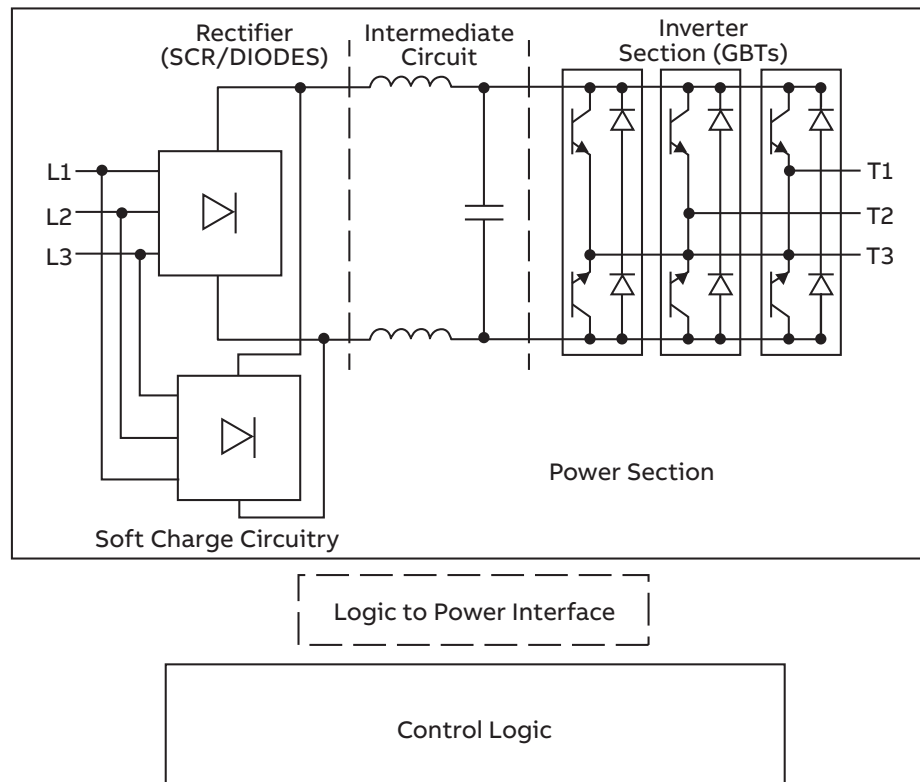 Rectifier
(SCR/DIODES)
Intermediate
Circuit
Inverter
Section (GBTs)
L1
L2
L3
T1
T2
T3
Power Section
Soft Charge Circuitry
Logic to Power Interface
Control Logic